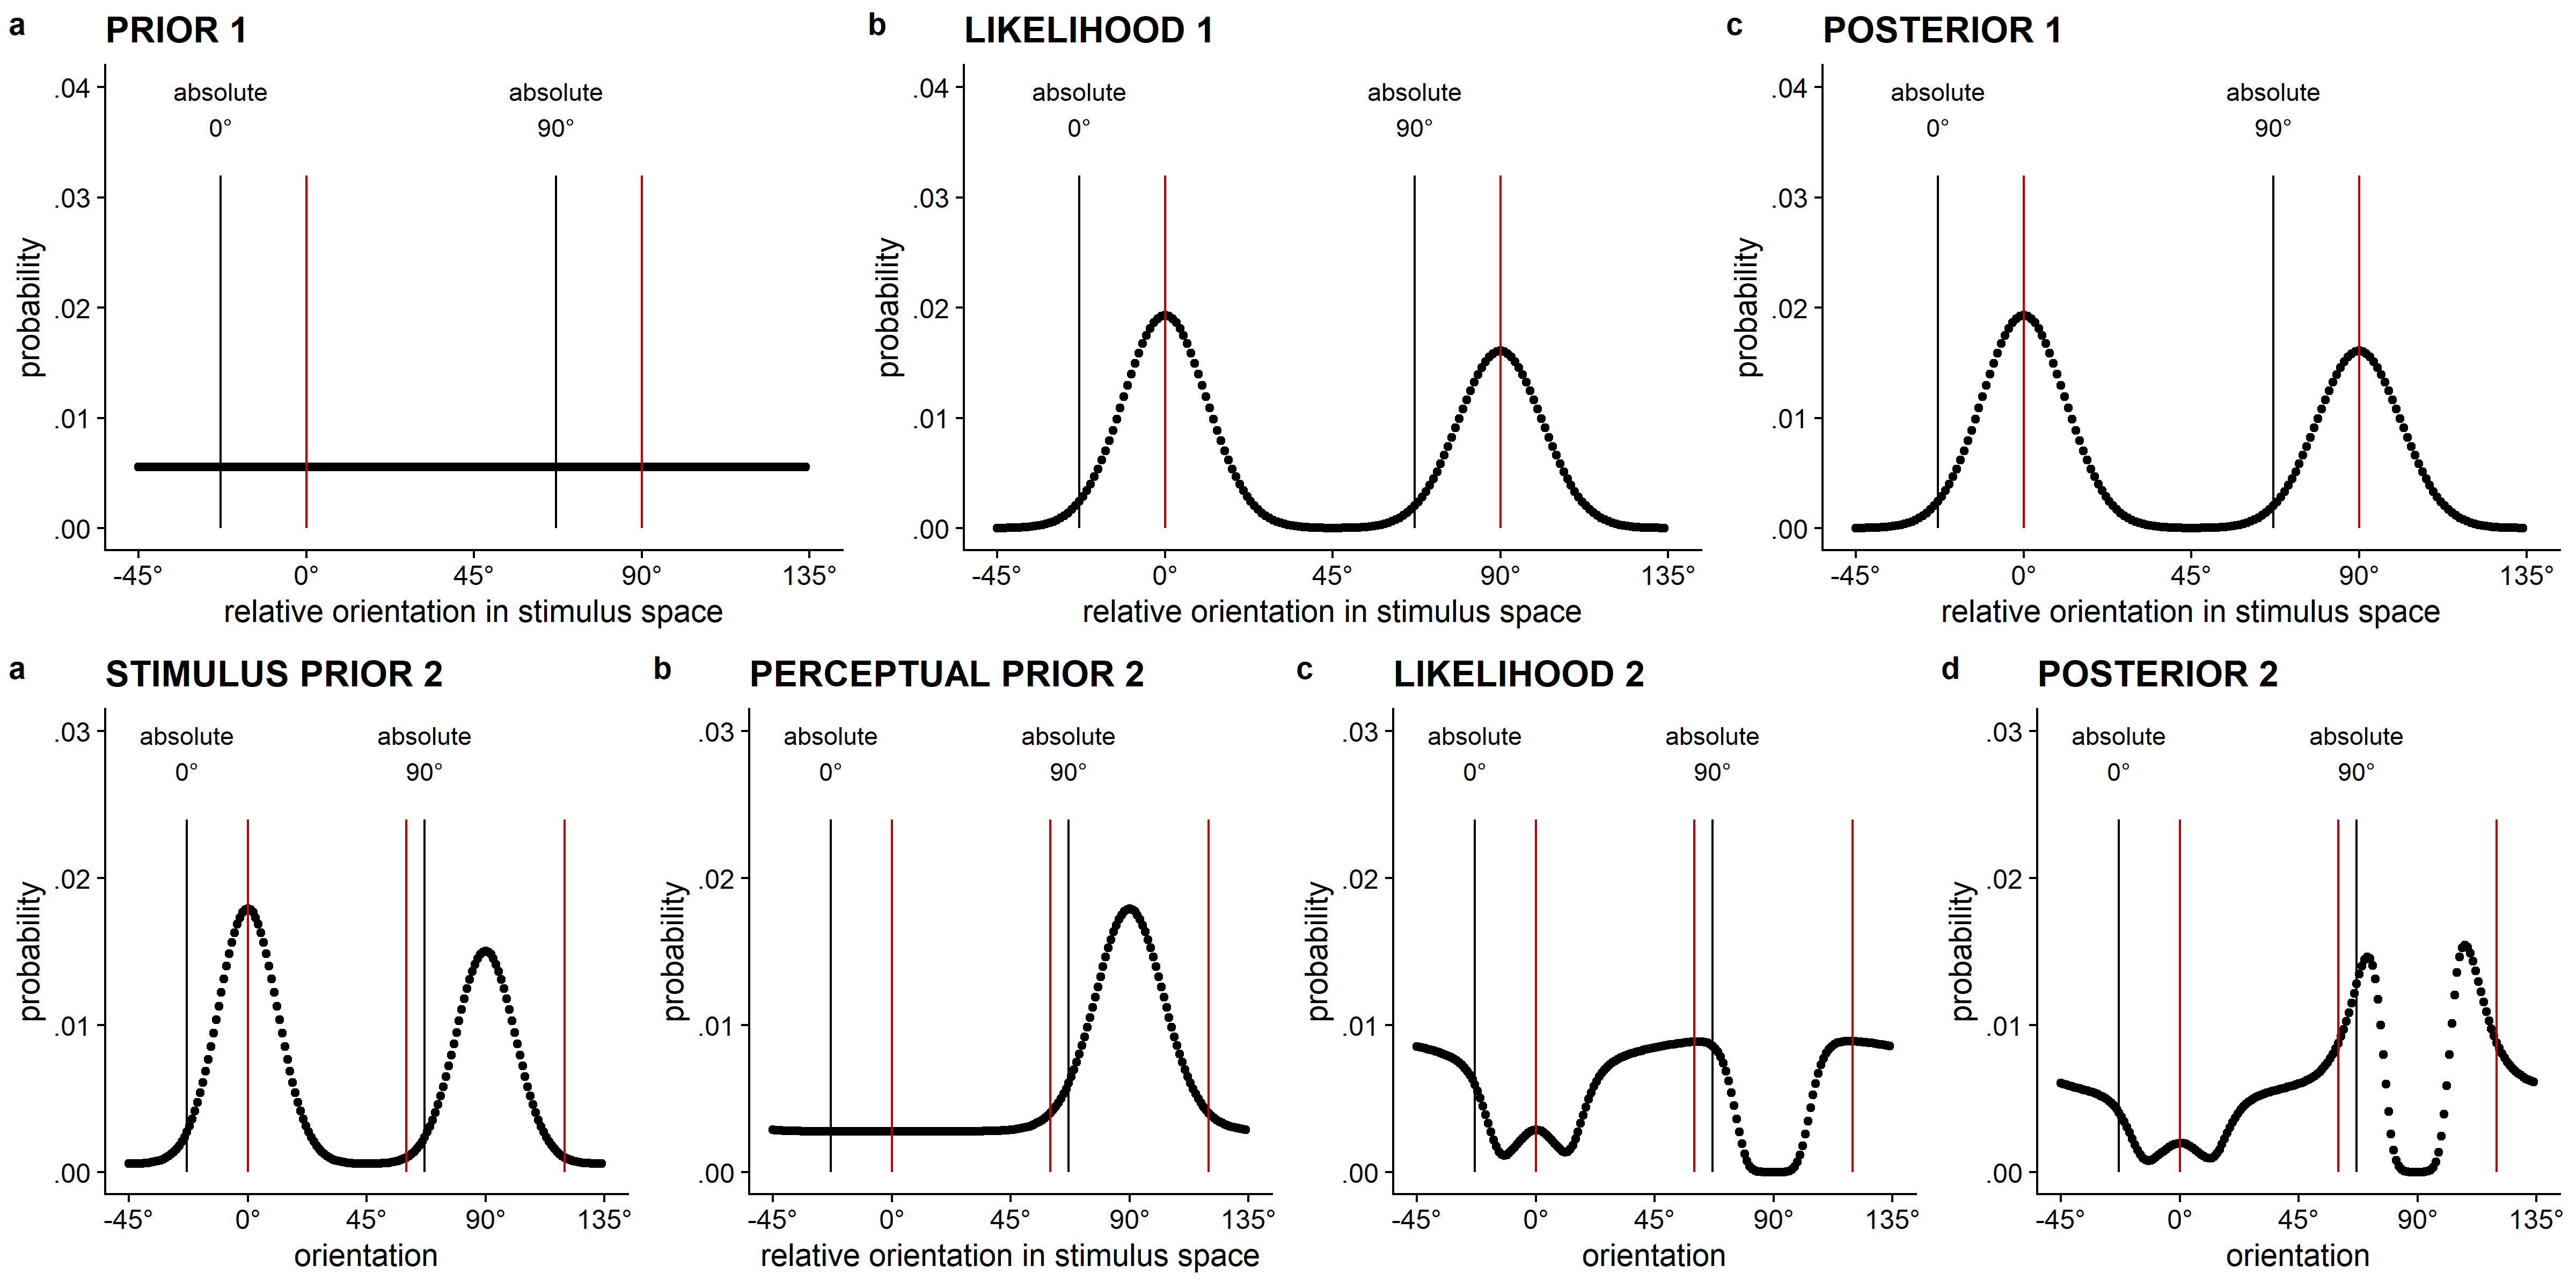 a PRIOR 1
.04
.03
.02
.01
.00
probability
absolute
0°
absolute
90°
-45° 0° 45° 90° 135°
relative orientation in stimulus space
b LIKELIHOOD 1
.04
.03
.02
.01
.00
probability
absolute
0°
absolute
90°
-45° 0° 45° 90° 135°
relative orientation in stimulus space
c POSTERIOR 1
.04
.03
.02
.01
.00
probability
absolute
0°
absolute
90°
-45° 0° 45° 90° 135°
relative orientation in stimulus space
a STIMULUS PRIOR 2
.03
.02
.01
.00
probability
absolute
0°
absolute
90°
-45° 0° 45° 90° 135°
orientation
b PERCEPTUAL PRIOR 2
.03
.02
.01
.00
probability
absolute
0°
absolute
90°
-45° 0° 45° 90° 135°
relative orientation in stimulus space
c LIKELIHOOD 2
.03
.02
.01
.00
probability
absolute
0°
absolute
90°
-45° 0° 45° 90° 135°
orientation
d POSTERIOR 2
.03
.02
.01
.00
probability
absolute
0°
absolute
90°
-45° 0° 45° 90° 135°
orientation